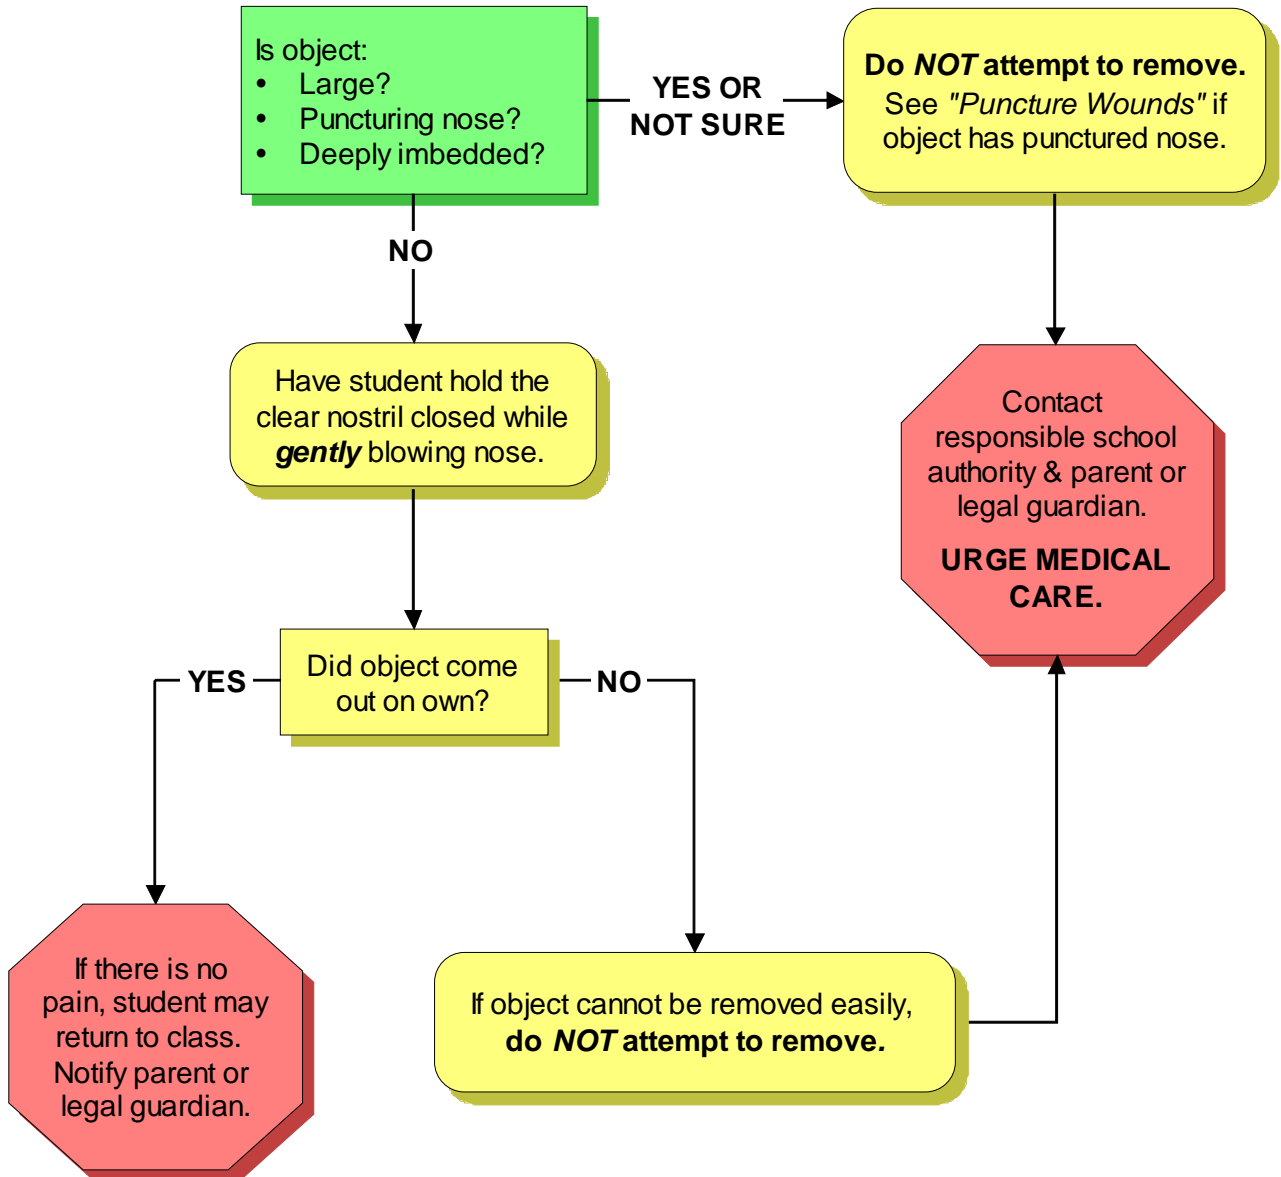 Is object:
• Large?
• Puncturing nose?
• Deeply imbedded?
YES OR
NOT SURE
Do NOT attempt to remove.
See "Puncture Wounds" if
object has punctured nose.
NO
Have student hold the
clear nostril closed while
gently blowing nose.
Contact
responsible school
authority & parent or
legal guardian.
URGE MEDICAL
CARE.
Did object come
out on own?
YES
NO
If there is no
pain, student may
return to class.
Notify parent or
legal guardian.
If object cannot be removed easily,
do NOT attempt to remove.